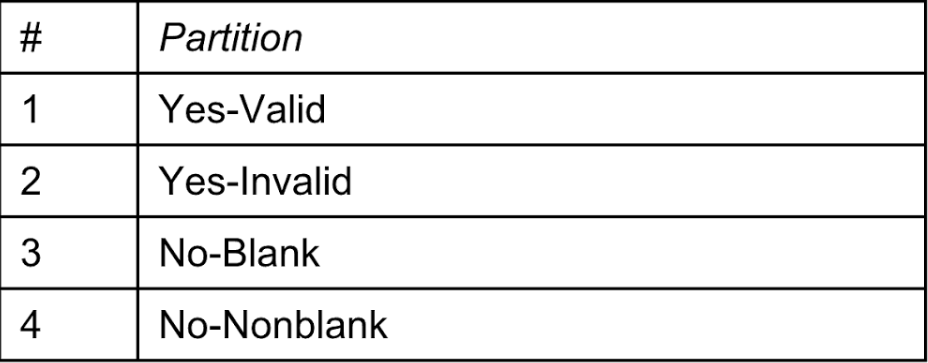 # Partition
1 Yes-Valid
2 Yes-Invalid
3 No-Blank
4 No-Nonblank